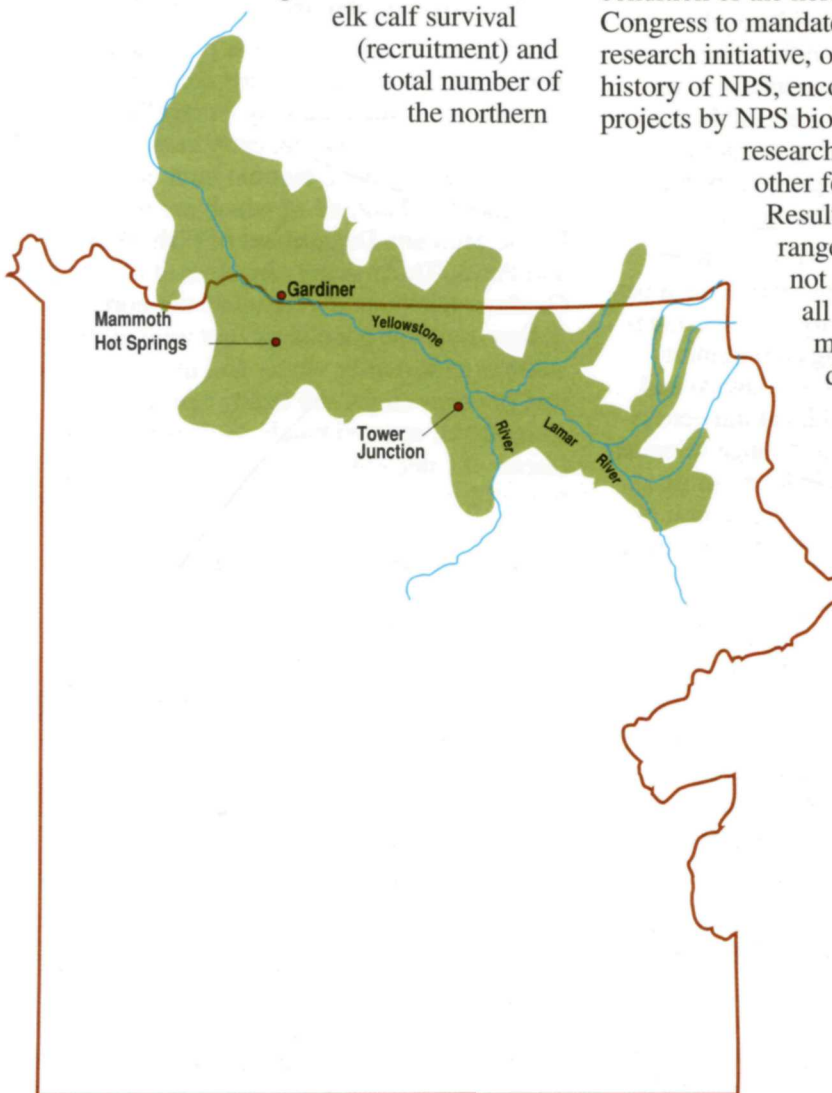 elk calf survival
(recruitment) and
total number of
the northern
Congress to mandate
research initiative, o
history of NPS, enco
projects by NPS bio
research
other fe
Result
range
not
all
m
Gardiner
Mammoth
Hot Springs
Yellowstone
River
Tower
Junction
Lamar
River